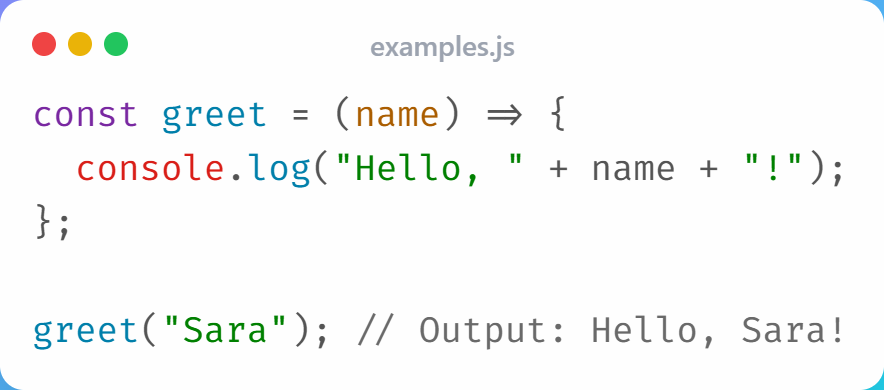 examples.js
const greet = (name) => {
  console.log("Hello, " + name + "!");
};
greet("Sara"); // Output: Hello, Sara!